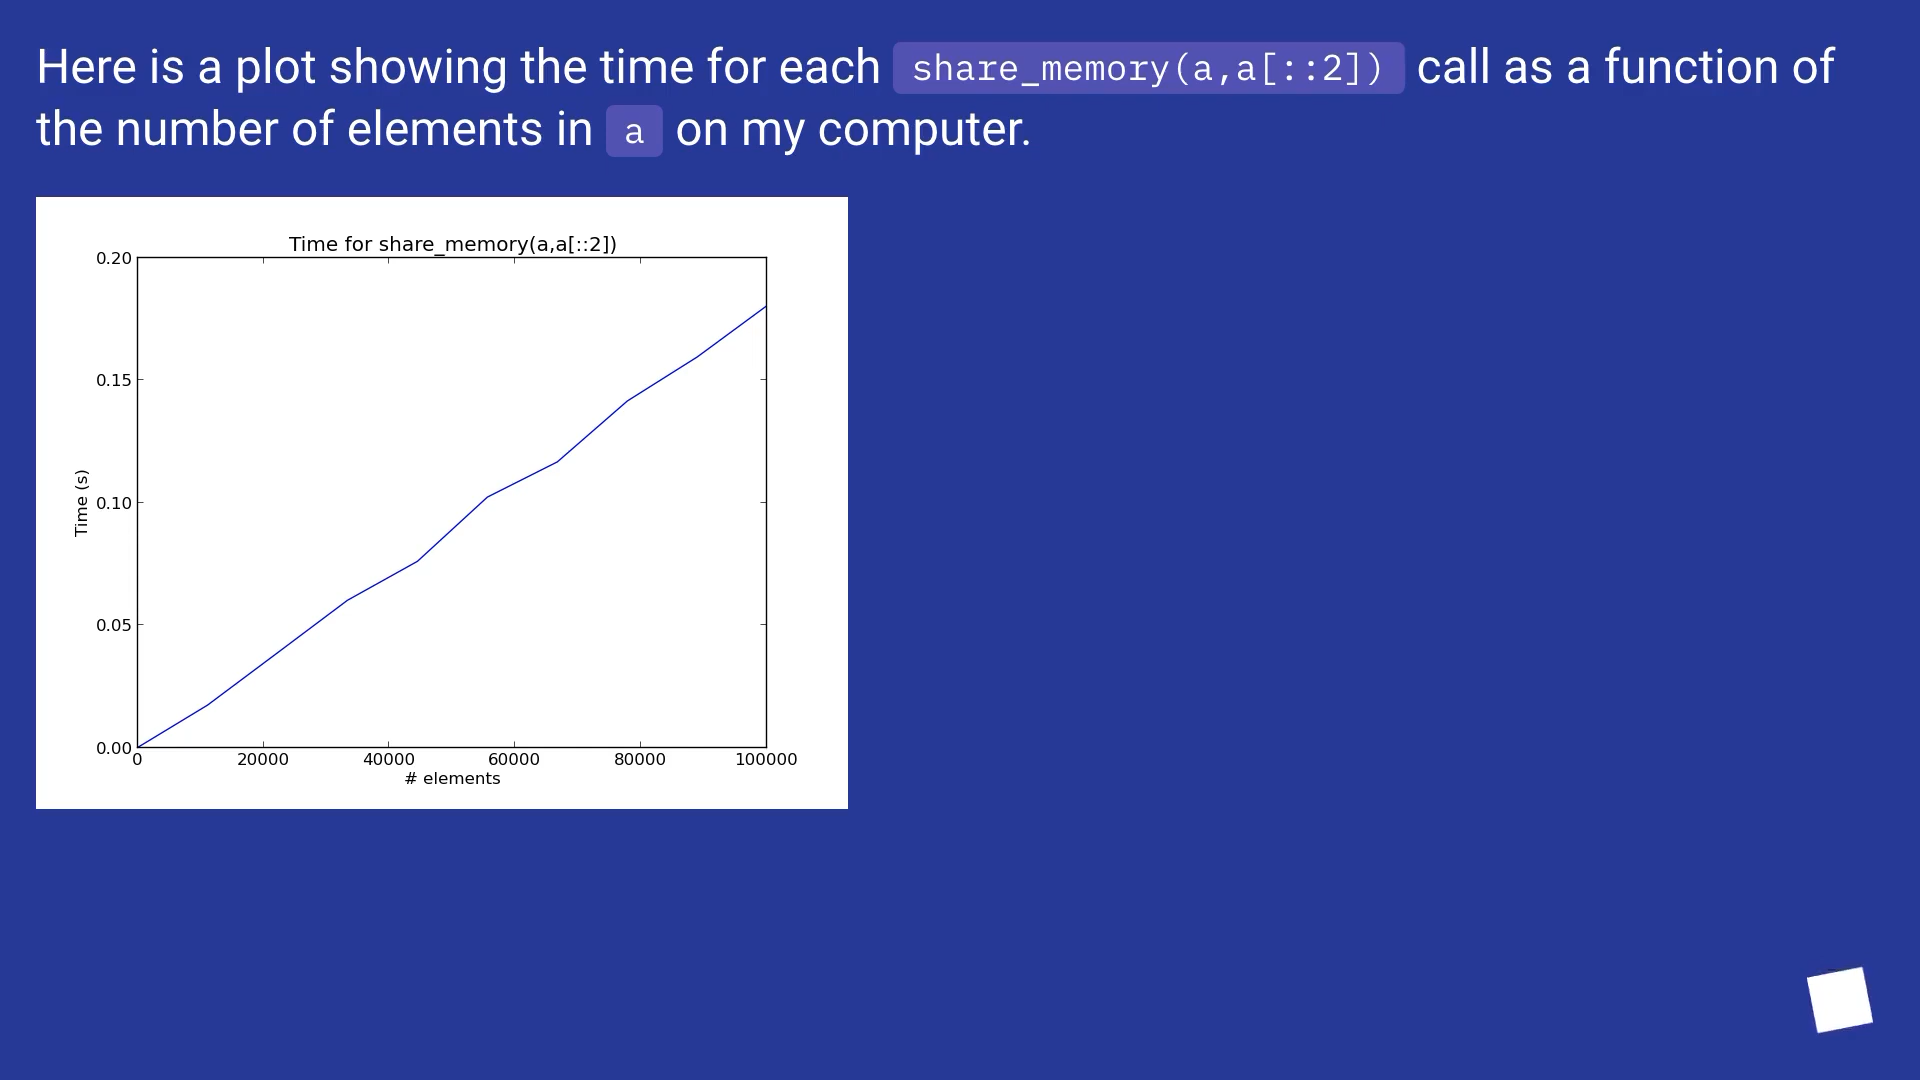 Here is a plot showing the time for each share_memory(a,a[::2]) call as a function of
the number of elements in a on my computer.
Time for share_memory(a,a[::2])
0.20
0.15
0.10
0.05
0.00
Time (s)
0 20000 40000 60000 80000 100000
# elements